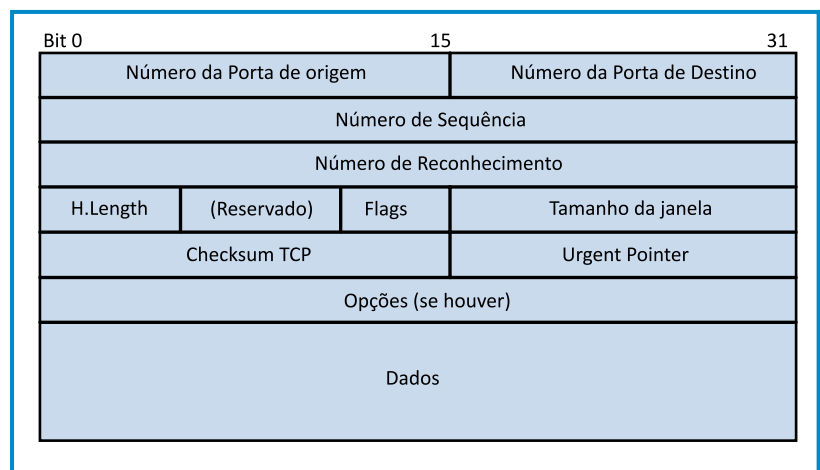 Bit 0 15 31
Número da Porta de origem Número da Porta de Destino
Número de Sequência
Número de Reconhecimento
H.Length (Reservado) Flags Tamanho da janela
Checksum TCP Urgent Pointer
Opções (se houver)
Dados